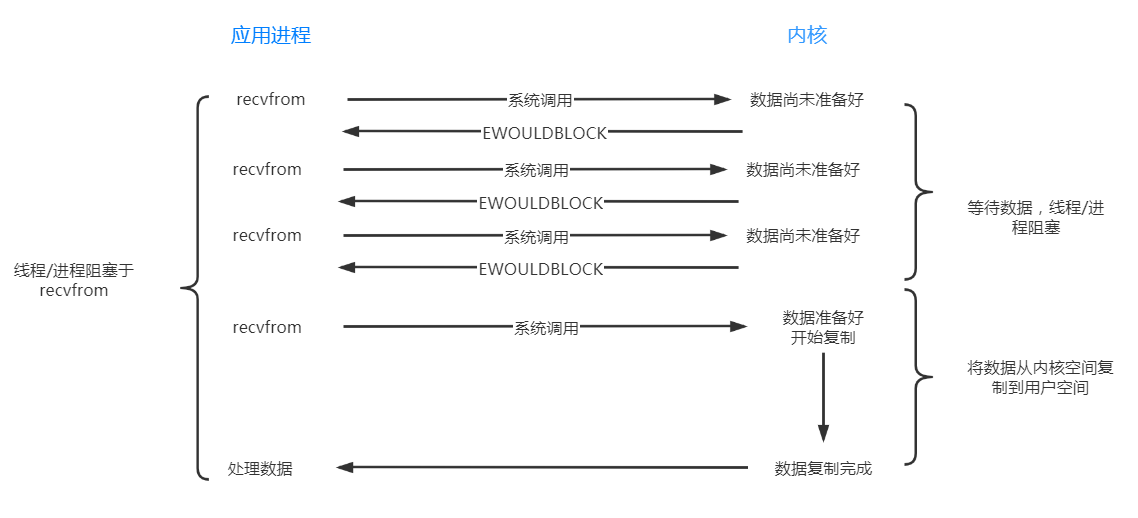 应用进程
内核
recvfrom
系统调用
数据尚未准备好
EWOULDBLOCK
recvfrom
系统调用
数据尚未准备好
EWOULDBLOCK
等待数据，线程/进
程阻塞
recvfrom
系统调用
数据尚未准备好
EWOULDBLOCK
线程/进程阻塞于
recvfrom
recvfrom
系统调用
数据准备好
开始复制
将数据从内核空间复
制到用户空间
处理数据
数据复制完成